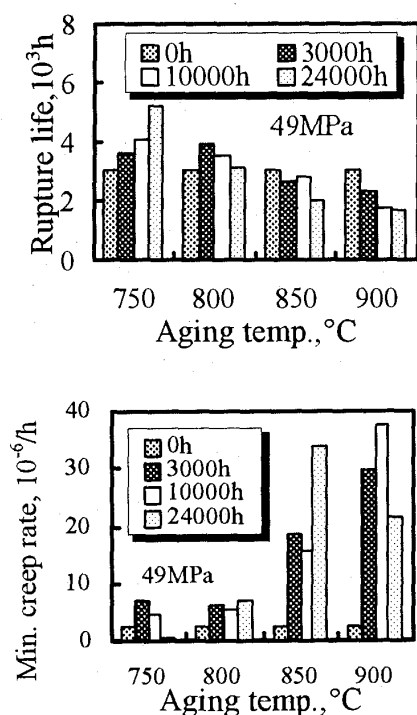 8
6
4
2
0
Rupture life, 10³h
0h 3000h
10000h 24000h
49MPa
750 800 850 900
Aging temp.,°C
40
30
20
10
0
Min. creep rate, 10⁻⁶/h
0h
3000h
10000h
24000h
49MPa
750 800 850 900
Aging temp.,°C